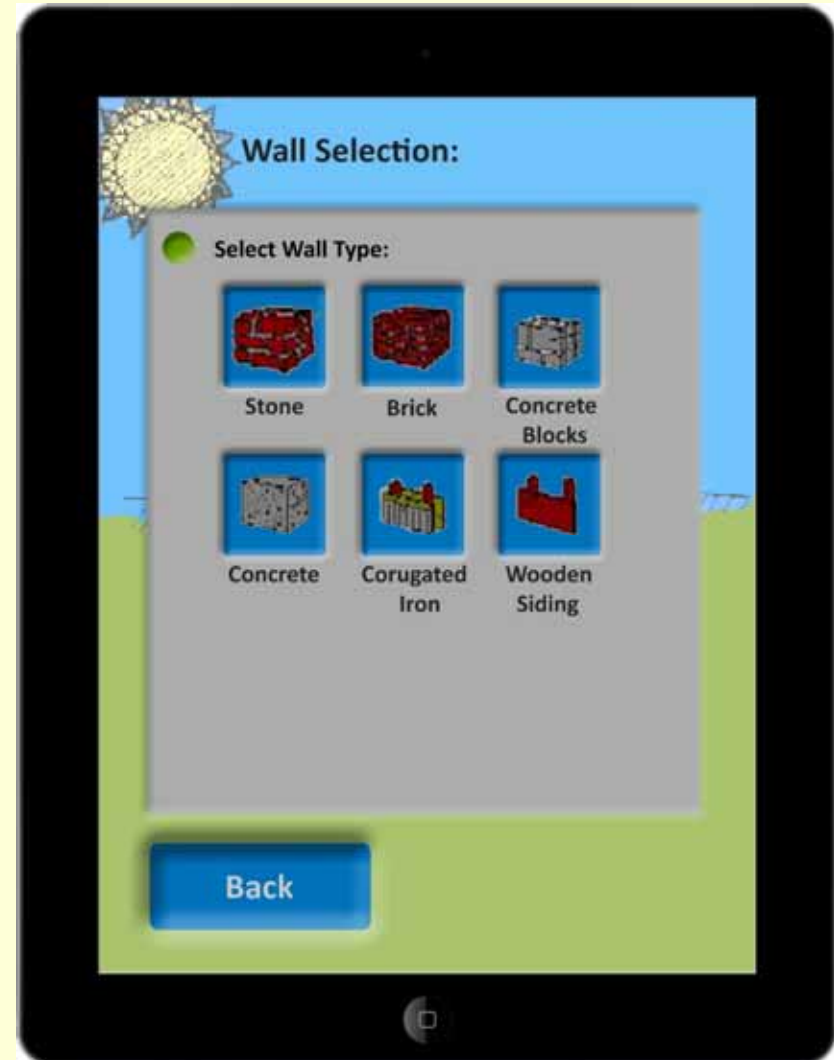 Wall Selection:
Select Wall Type:
Stone
Brick
Concrete
Blocks
Concrete
Corugated
Iron
Wooden
Siding
Back